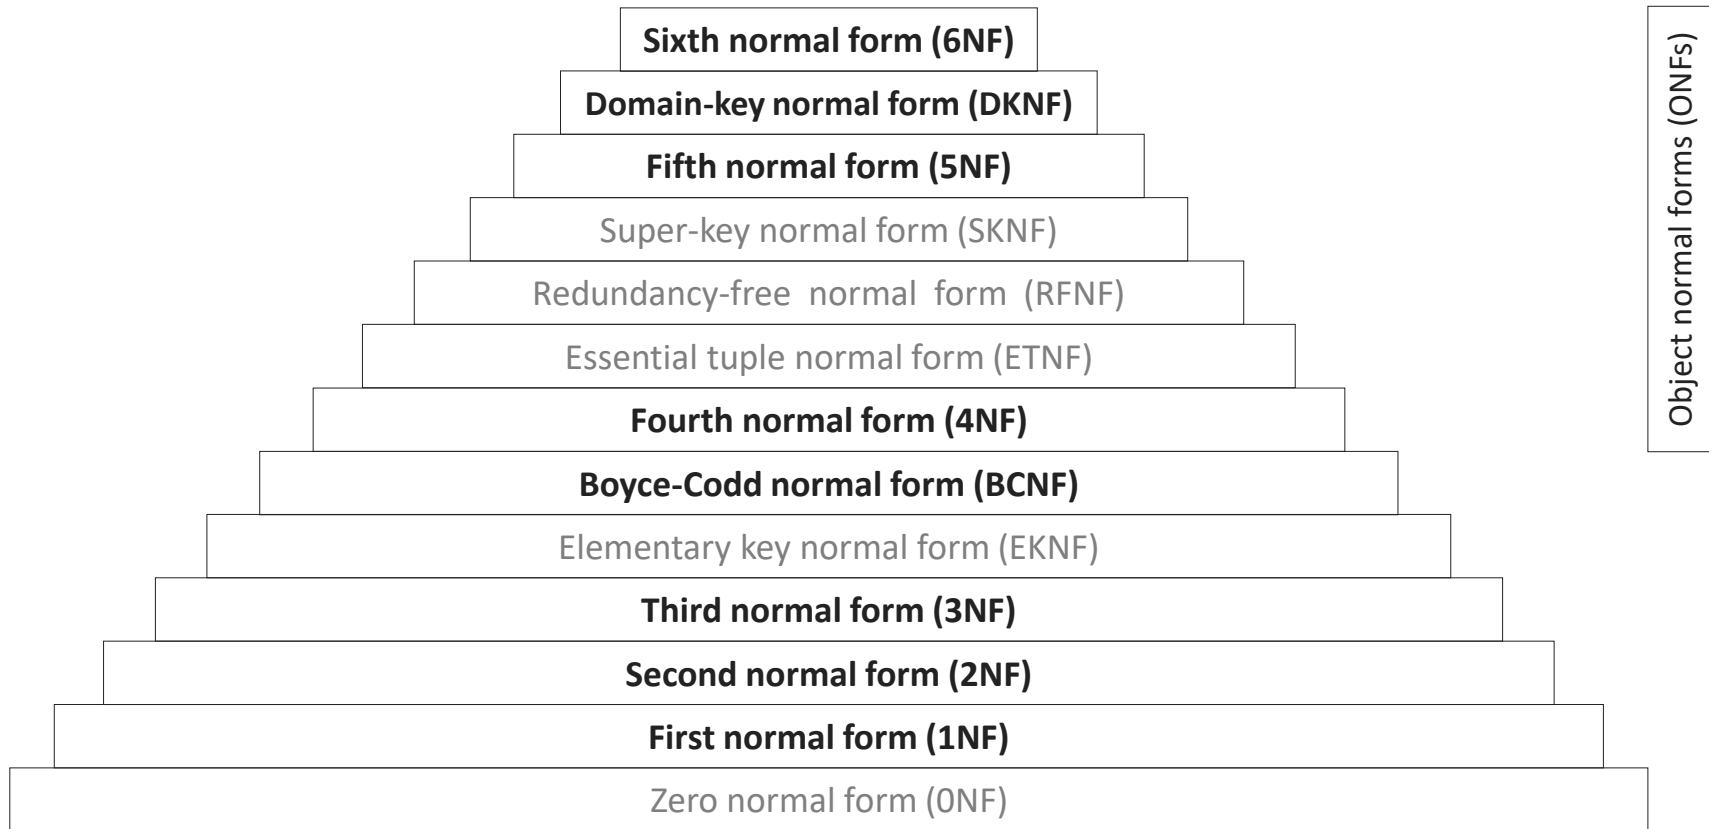 Sixth normal form (6NF)
Domain-key normal form (DKNF)
Fifth normal form (5NF)
Super-key normal form (SKNF)
Redundancy-free normal form (RFNF)
Essential tuple normal form (ETNF)
Fourth normal form (4NF)
Boyce-Codd normal form (BCNF)
Elementary key normal form (EKNF)
Third normal form (3NF)
Second normal form (2NF)
First normal form (1NF)
Zero normal form (0NF)
Object normal forms (ONFs)